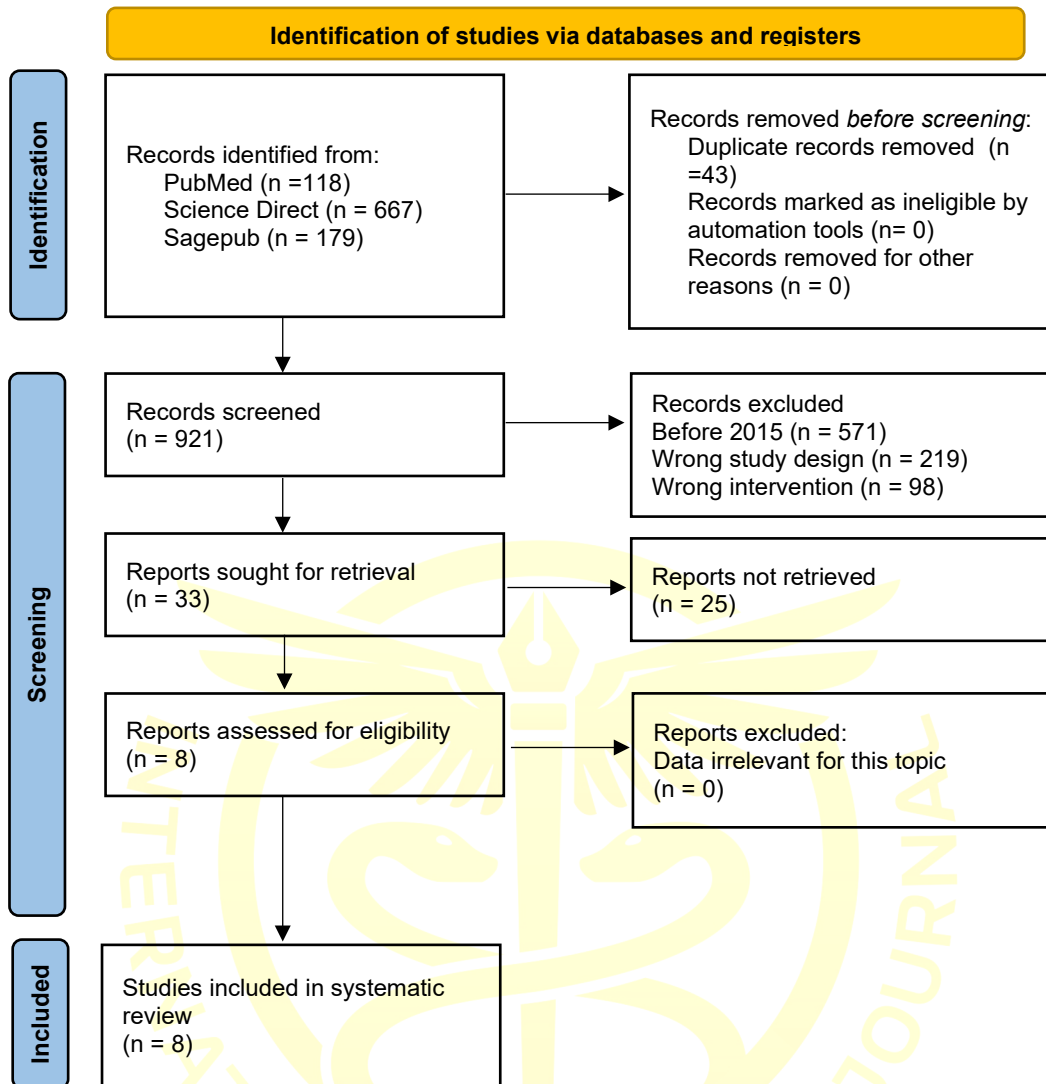 Identification of studies via databases and registers
Identification
Records identified from:
PubMed (n =118)
Science Direct (n = 667)
Sagepub (n = 179)
Records removed before screening:
Duplicate records removed (n
=43)
Records marked as ineligible by
automation tools (n= 0)
Records removed for other
reasons (n = 0)
Screening
Records screened
(n = 921)
Records excluded
Before 2015 (n = 571)
Wrong study design (n = 219)
Wrong intervention (n = 98)
Reports sought for retrieval
(n = 33)
Reports not retrieved
(n = 25)
Reports assessed for eligibility
(n = 8)
Reports excluded:
Data irrelevant for this topic
(n = 0)
Included
Studies included in systematic
review
(n = 8)
JOURNAL